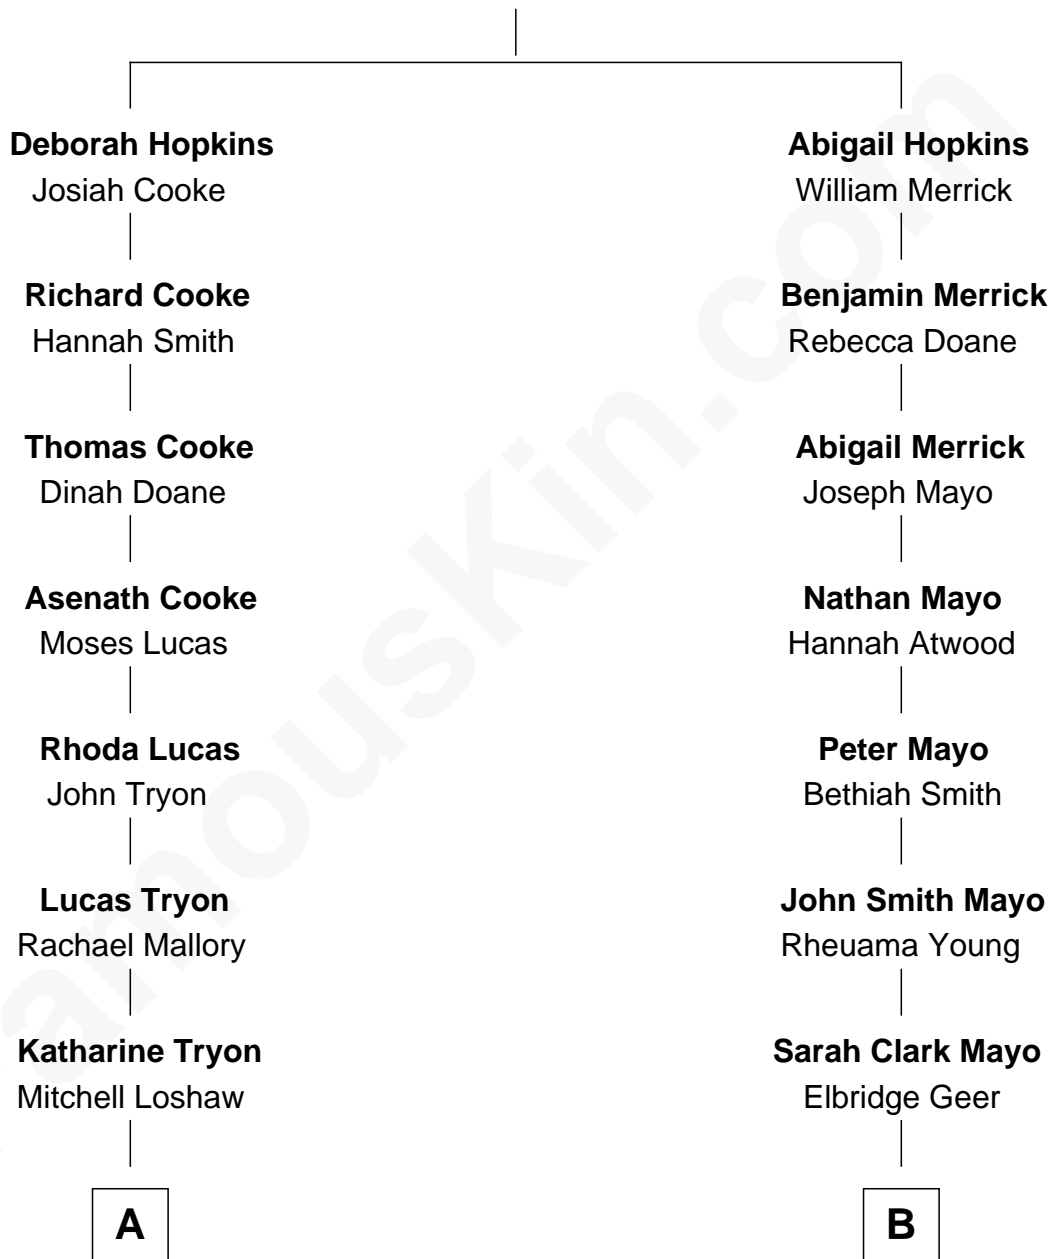 Deborah Hopkins
Josiah Cooke
Richard Cooke
Hannah Smith
Thomas Cooke
Dinah Doane
Asenath Cooke
Moses Lucas
Rhoda Lucas
John Tryon
Lucas Tryon
Rachael Mallory
Katharine Tryon
Mitchell Loshaw
A
Abigail Hopkins
William Merrick
Benjamin Merrick
Rebecca Doane
Abigail Merrick
Joseph Mayo
Nathan Mayo
Hannah Atwood
Peter Mayo
Bethiah Smith
John Smith Mayo
Rheuama Young
Sarah Clark Mayo
Elbridge Geer
B
amousKin.com